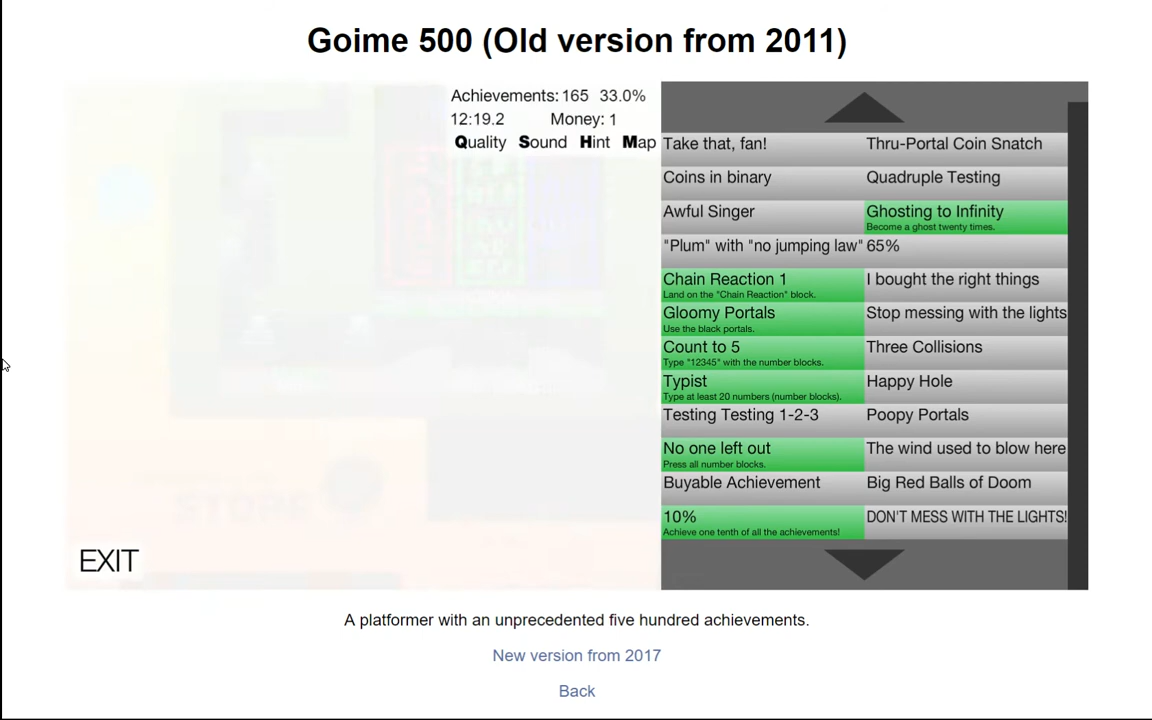 Goime 500 (Old version from 2011)
Achievements: 165 33.0%
12:19.2 Money: 1
Quality Sound Hint Map
Take that, fan! Thru-Portal Coin Snatch
Coins in binary Quadruple Testing
Awful Singer Ghosting to Infinity
Become a ghost twenty times.
"Plum" with "no jumping law" 65%
Chain Reaction 1 I bought the right things
Land on the "Chain Reaction" block.
Gloomy Portals Stop messing with the lights
Use the black portals.
Count to 5 Three Collisions
Type "12345" with the number blocks.
Typist Happy Hole
Type at least 20 numbers (number blocks).
Testing Testing 1-2-3 Poopy Portals
No one left out The wind used to blow here
Press all number blocks.
Buyable Achievement Big Red Balls of Doom
10% DON'T MESS WITH THE LIGHTS!
Achieve one tenth of all the achievements!
STORE
EXIT
A platformer with an unprecedented five hundred achievements.
New version from 2017
Back